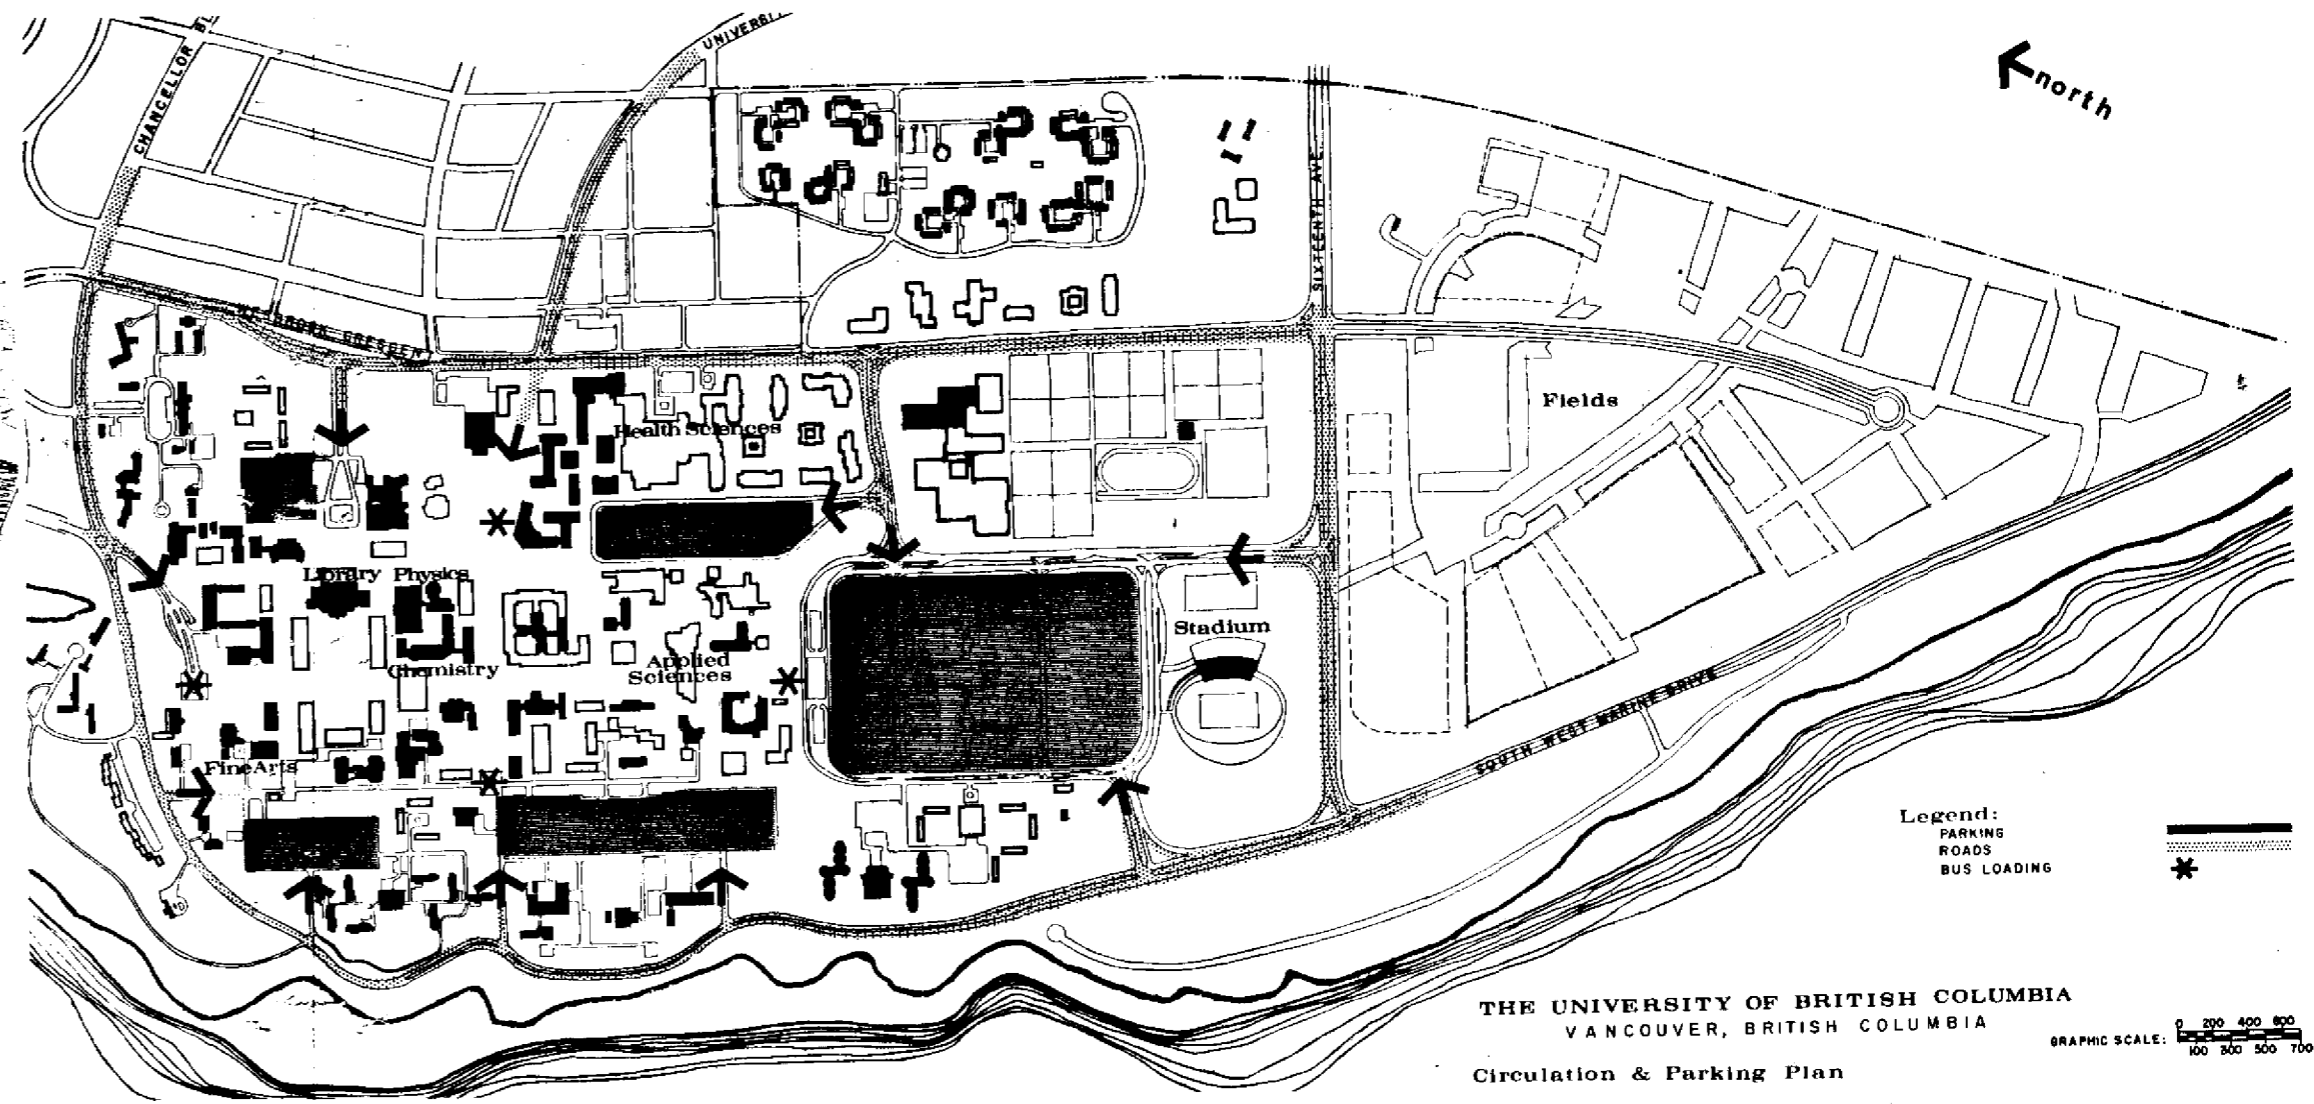 CHANCELLOR
north
SIXTEENTH AVE
CRESCENT
Health Sciences
Fields
Library Physics
Stadium
Chemistry
Applied
Sciences
Fine Arts
SOUTH WEST MARINE DRIVE
Legend:
PARKING
ROADS
BUS LOADING
THE UNIVERSITY OF BRITISH COLUMBIA
VANCOUVER, BRITISH COLUMBIA
GRAPHIC SCALE:
0 200 400 600
100 300 500 700
Circulation & Parking Plan